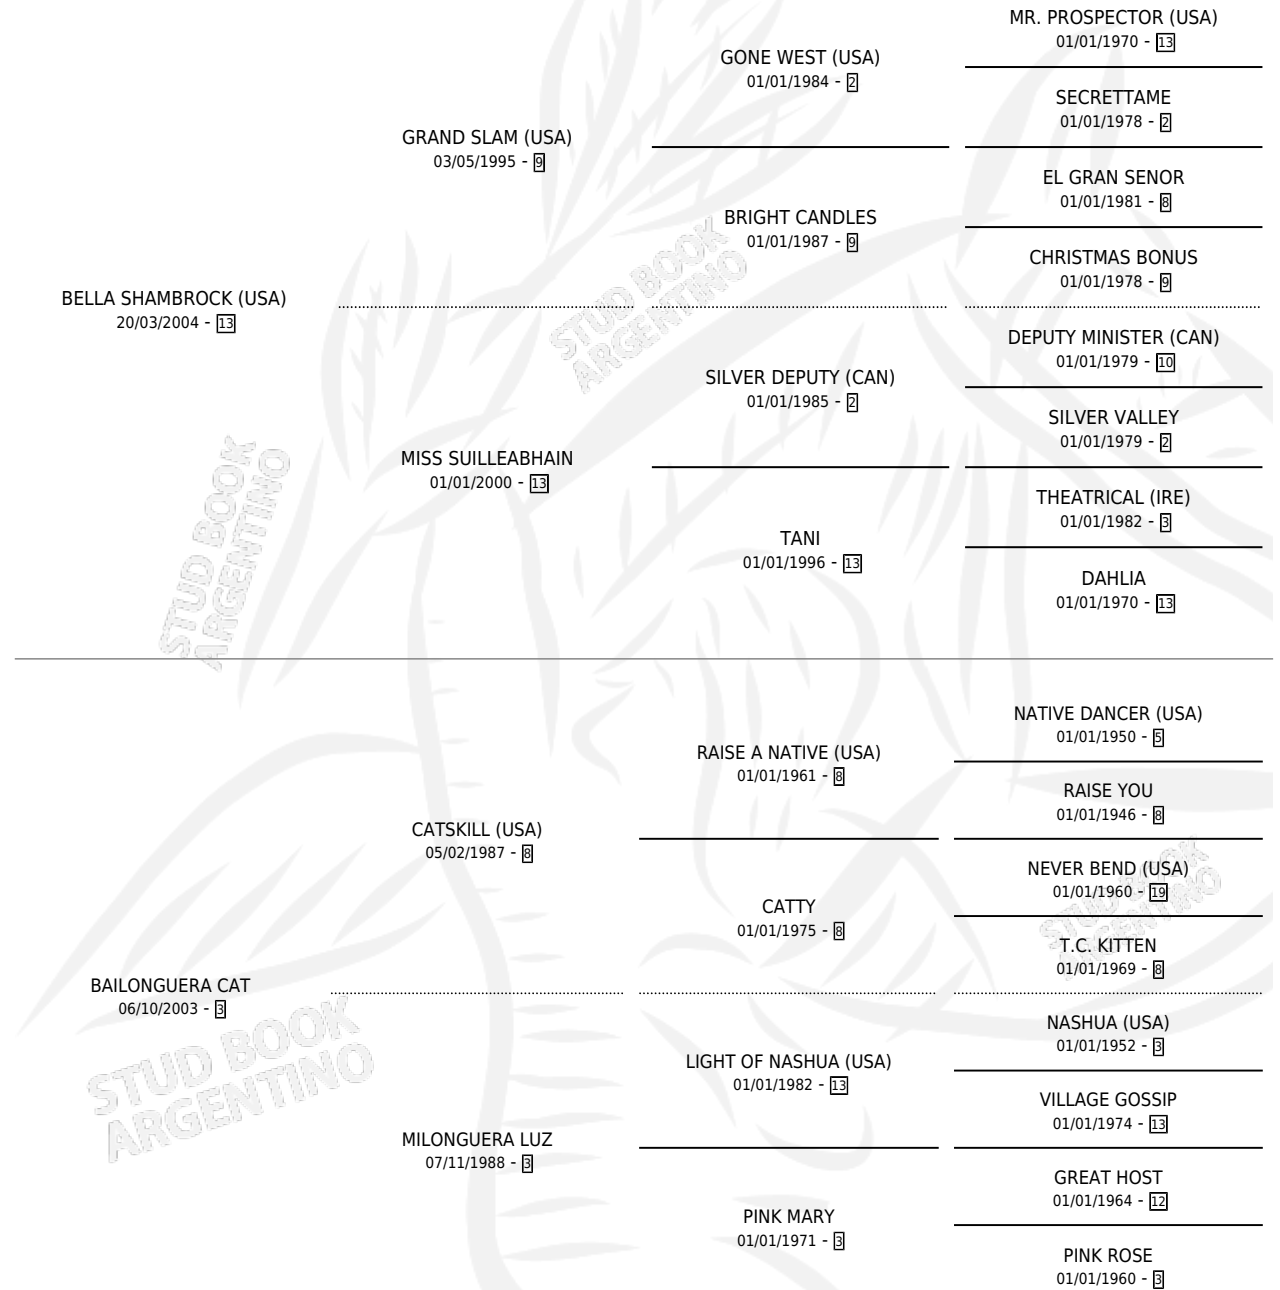 MR. PROSPECTOR (USA)
01/01/1970 - 13
GONE WEST (USA)
01/01/1984 - 2
SECRETTAME
01/01/1978 - 2
GRAND SLAM (USA)
03/05/1995 - 9
EL GRAN SENOR
01/01/1981 - 8
BRIGHT CANDLES
01/01/1987 - 9
CHRISTMAS BONUS
01/01/1978 - 9
BELLA SHAMBROCK (USA)
20/03/2004 - 13
DEPUTY MINISTER (CAN)
01/01/1979 - 10
SILVER DEPUTY (CAN)
01/01/1985 - 2
SILVER VALLEY
01/01/1979 - 2
MISS SUILLEABHAIN
01/01/2000 - 13
THEATRICAL (IRE)
01/01/1982 - 3
TANI
01/01/1996 - 13
DAHLIA
01/01/1970 - 13
NATIVE DANCER (USA)
01/01/1950 - 5
RAISE A NATIVE (USA)
01/01/1961 - 8
RAISE YOU
01/01/1946 - 8
CATSKILL (USA)
05/02/1987 - 8
NEVER BEND (USA)
01/01/1960 - 19
CATTY
01/01/1975 - 8
T.C. KITTEN
01/01/1969 - 8
BAILONGUERA CAT
06/10/2003 - 3
NASHUA (USA)
01/01/1952 - 3
LIGHT OF NASHUA (USA)
01/01/1982 - 13
VILLAGE GOSSIP
01/01/1974 - 13
MILONGUERA LUZ
07/11/1988 - 3
GREAT HOST
01/01/1964 - 12
PINK MARY
01/01/1971 - 3
PINK ROSE
01/01/1960 - 3
STUD BOOK
ARGENTINO
STUD BOOK
ARGENTINO
STUD BOOK
ARGENTINO
STUD BOOK
ARGENTINO